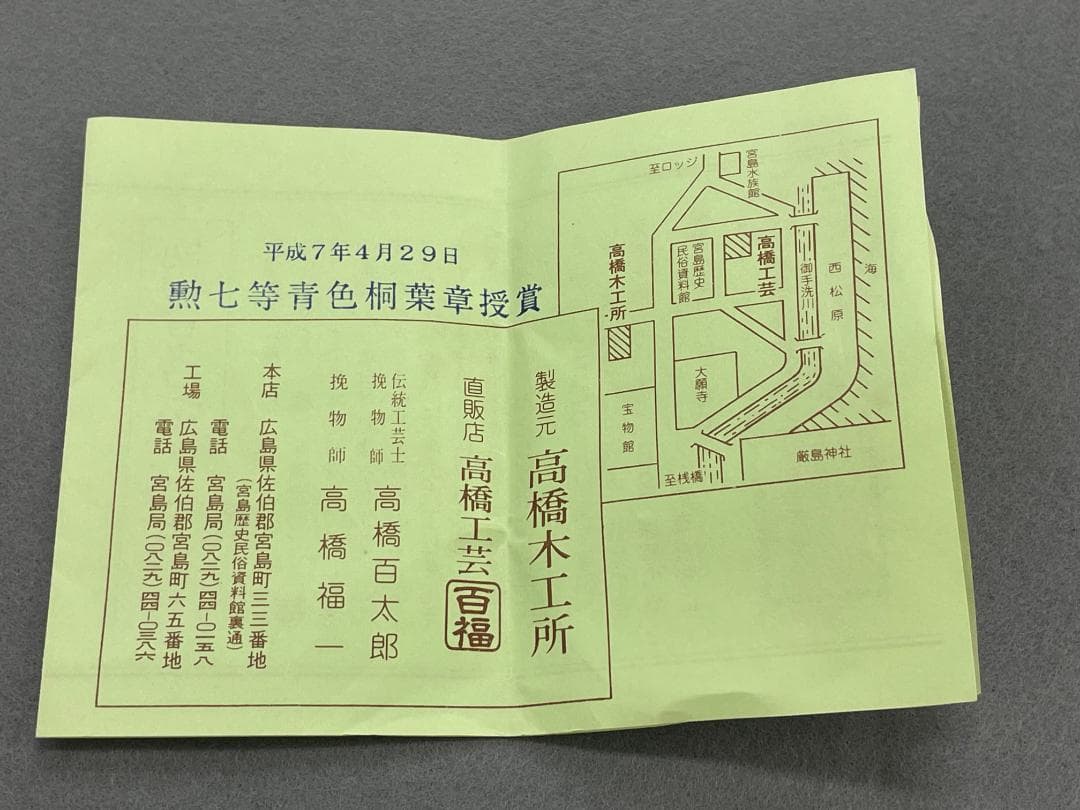 平成7年4月29日
勲七等青色桐葉章授賞
製造元 高橋木工所
直販店 高橋工芸 百福
伝統工芸士
挽物師 高橋百太郎
挽物師 高橋福一
本店 広島県佐伯郡宮島町三三番地
(宮島歴史民俗資料館裏通)
電話 宮島局(〇八二九)四四-〇一五八
工場 広島県佐伯郡宮島町六五番地
電話 宮島局(〇八二九)四四-〇三八六
至ロッジ
宮島水族館
高橋木工所
宮島歴史民俗資料館
高橋工芸
御手洗川
西松原
海
大願寺
宝物館
至桟橋
厳島神社